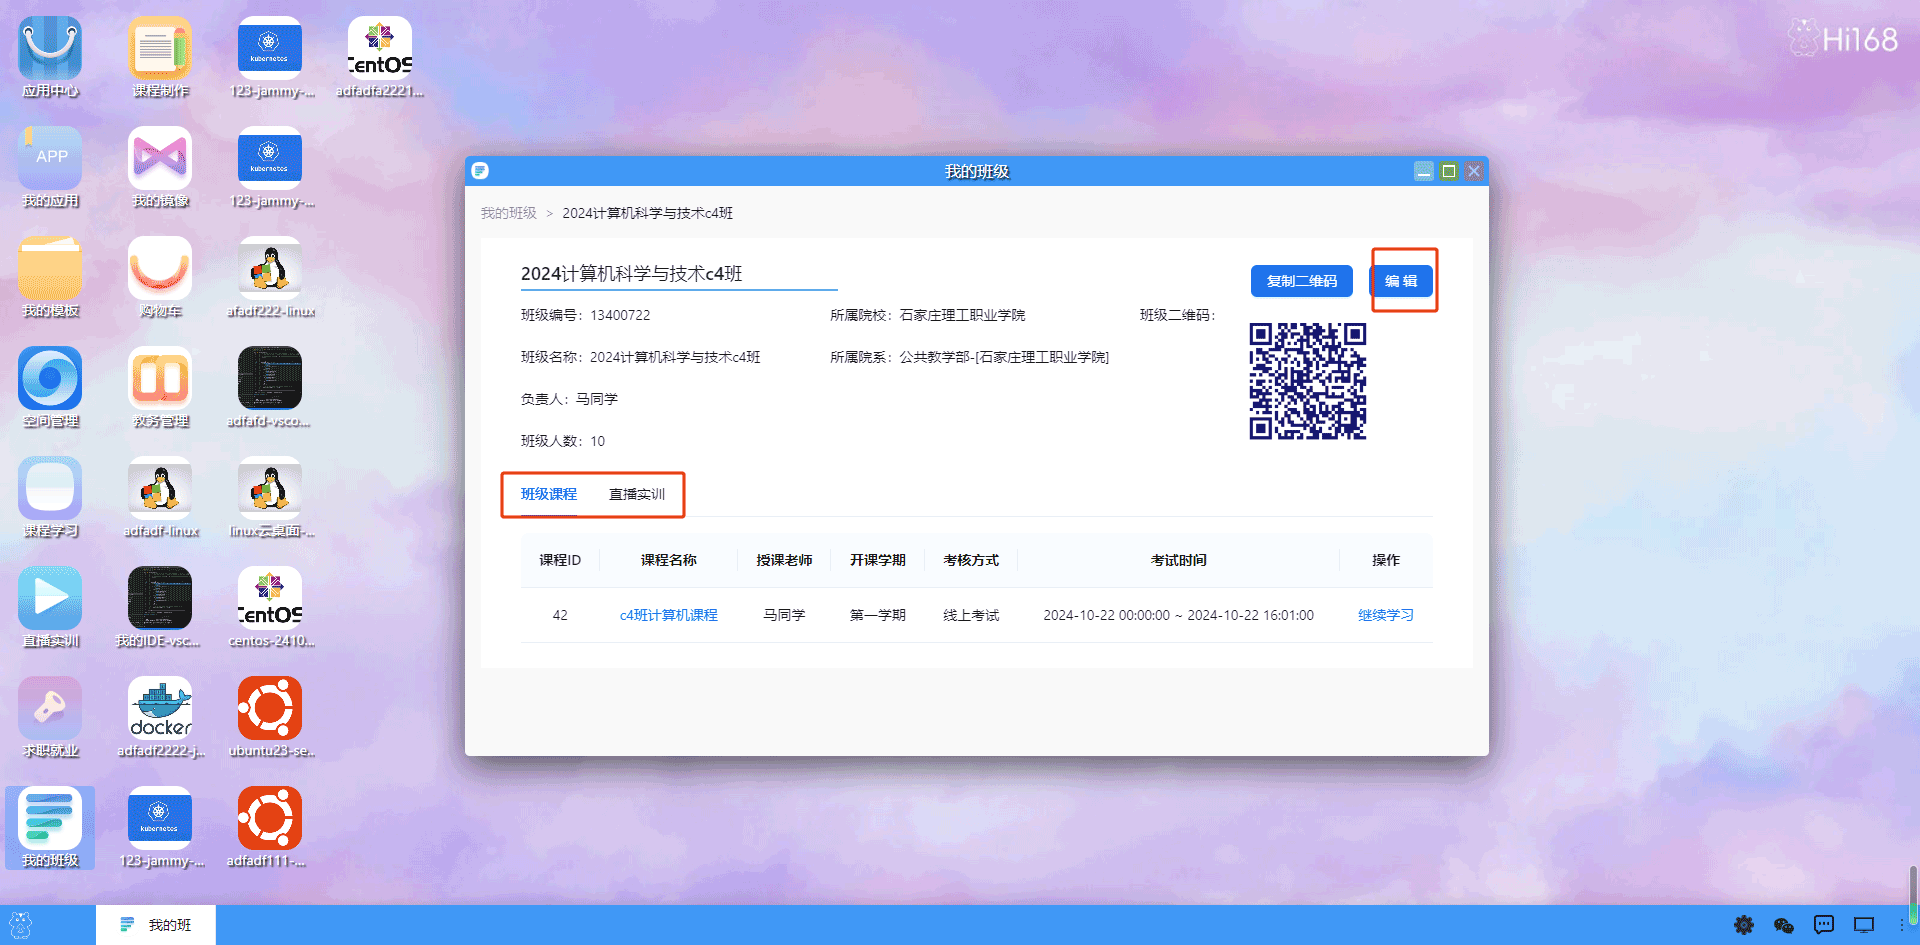 应用中心
课程制作
kubernetes
123-jammy-...
CentOS
adfadfa2221...
Hi168
APP
我的应用
我的镜像
kubernetes
123-jammy-...
我的模板
购物车
afadf222-linux
空间管理
教务管理
adfafd-vsco...
课程学习
adfadf-linux
linux云桌面-...
直播实训
我的IDE-vsc...
CentOS
centos-2410...
求职就业
docker
adfadf2222-j...
ubuntu23-se...
我的班级
kubernetes
123-jammy-...
adfadf111-...
我的班级
我的班级 > 2024计算机科学与技术c4班
2024计算机科学与技术c4班
复制二维码
编 辑
班级编号：13400722
所属院校：石家庄理工职业学院
班级二维码：
班级名称：2024计算机科学与技术c4班
所属院系：公共教学部-[石家庄理工职业学院]
负责人：马同学
班级人数：10
班级课程 直播实训
课程ID 课程名称 授课老师 开课学期 考核方式 考试时间 操作
42 c4班计算机课程 马同学 第一学期 线上考试 2024-10-22 00:00:00 ~ 2024-10-22 16:01:00 继续学习
我的班